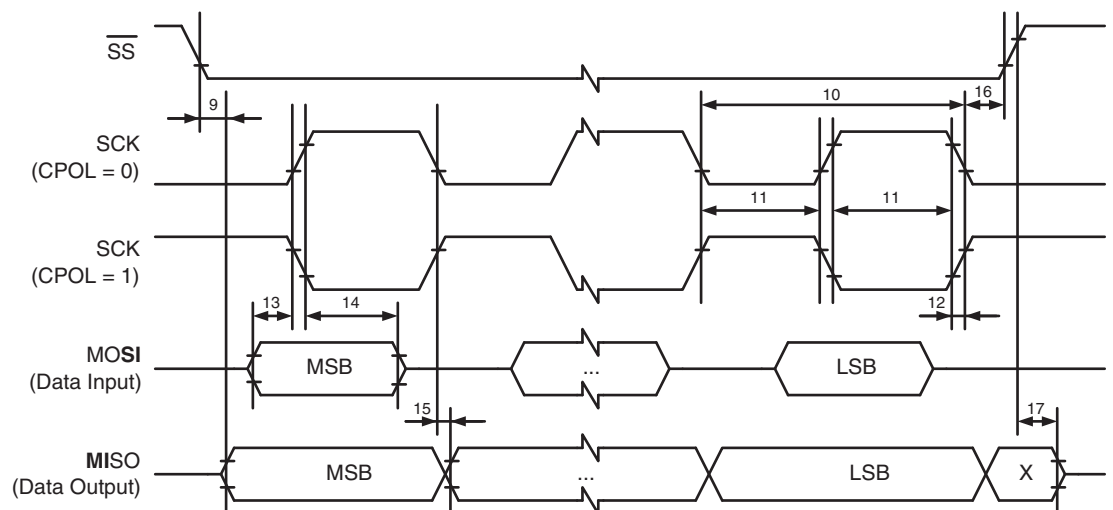 SS
10
16
9
SCK
(CPOL = 0)
11
11
SCK
(CPOL = 1)
13
14
12
MOSI
(Data Input)
MSB
...
LSB
15
17
MISO
(Data Output)
MSB
...
LSB
X